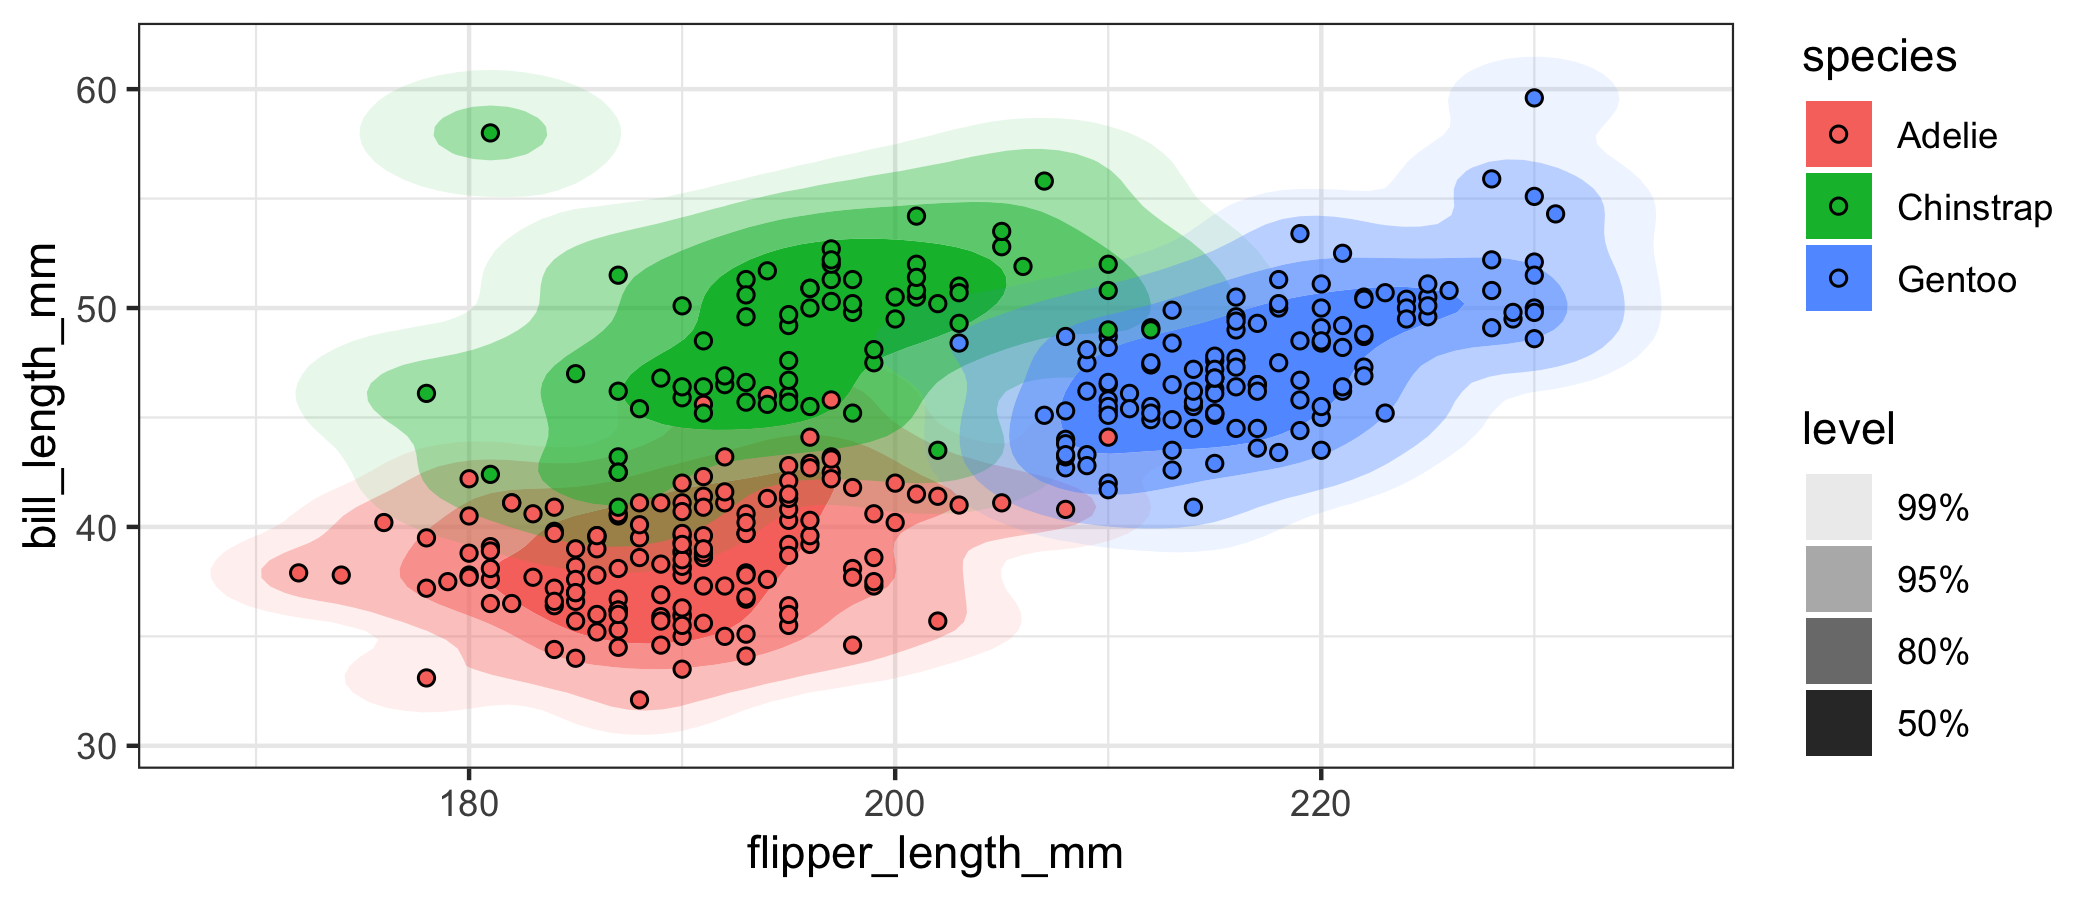 60
50
40
30
bill_length_mm
180
200
220
flipper_length_mm
species
Adelie
Chinstrap
Gentoo
level
99%
95%
80%
50%